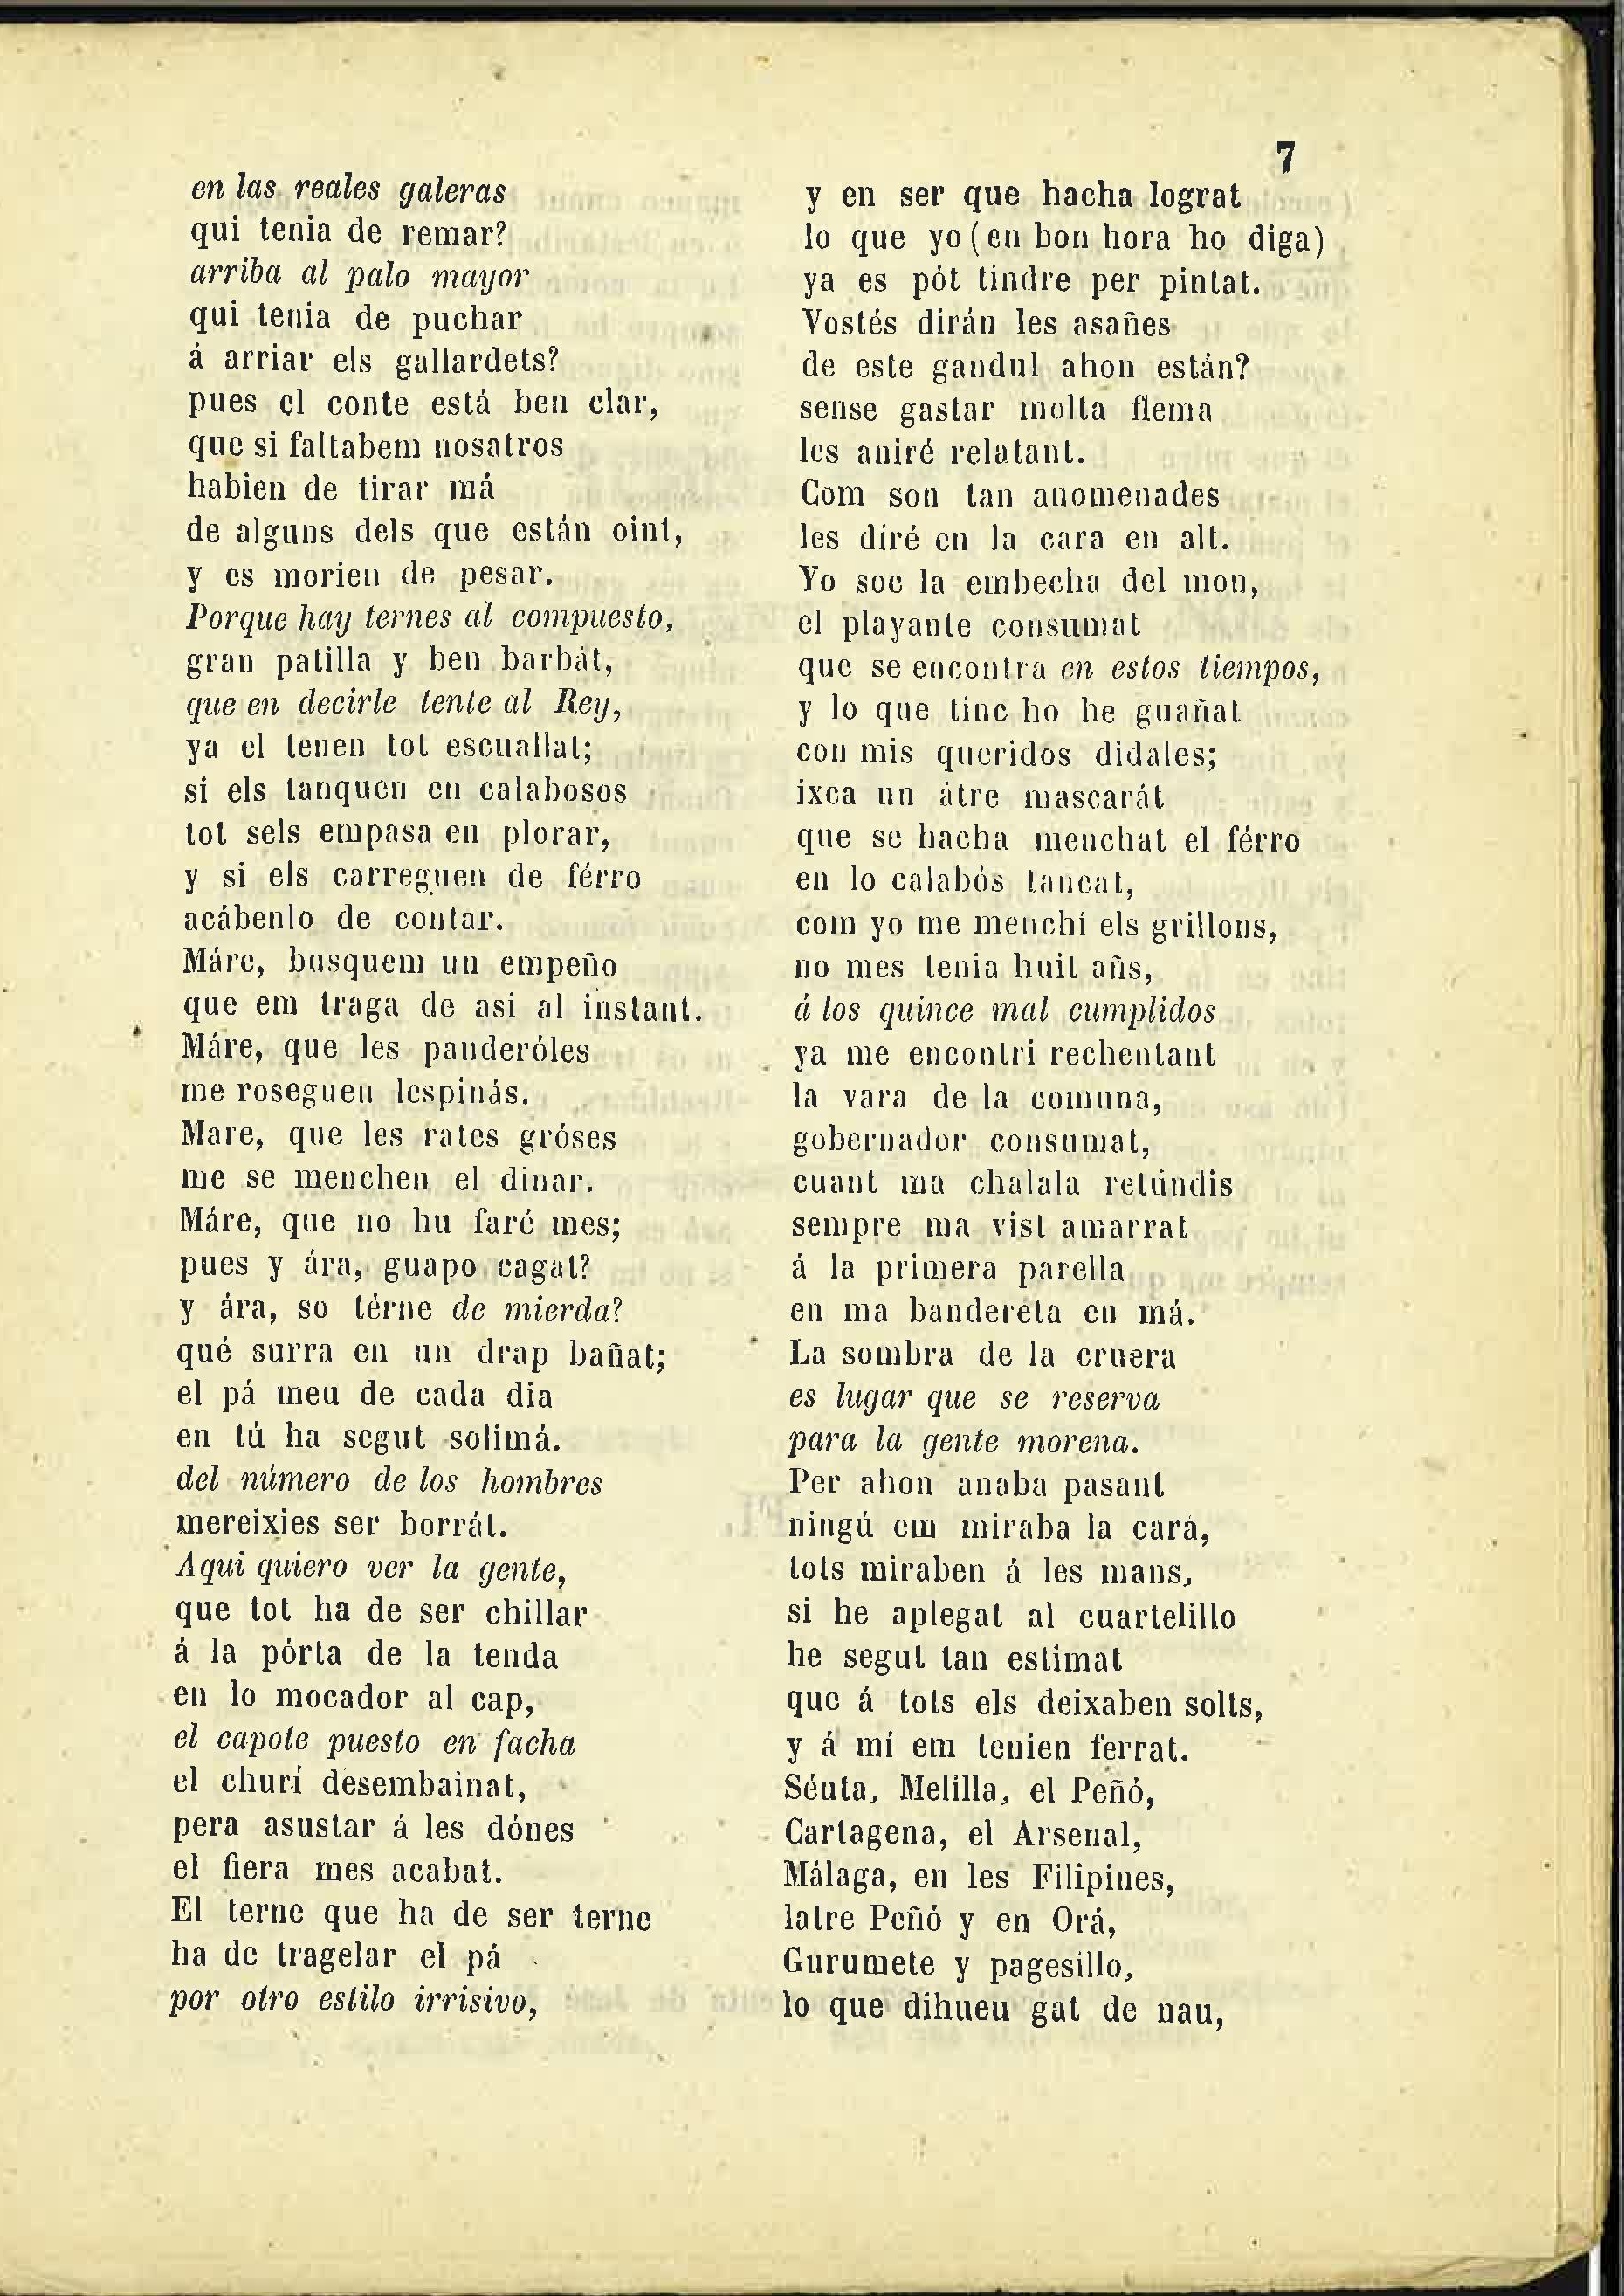 7
en las reales galeras
qui tenia de remar?
arriba al palo mayor
qui tenia de puchar
á arriar els gallardets?
pues el conte está ben clar,
que si faltabem nosatros
habien de tirar má
de alguns dels que están oint,
y es morien de pesar.
Porque hay ternes al compuesto,
gran patilla y ben barbát,
que en decirle tente al Rey,
ya el tenen tot escuallat;
si els tanquen en calabosos
tot sels empasa en plorar,
y si els carreguen de férro
acábenlo de contar.
Máre, busquem un empeño
que em traga de asi al instant.
Máre, que les panderóles
me roseguen lespinás.
Mare, que les rates gróses
me se menchen el dinar.
Máre, que no hu faré mes;
pues y ára, guapo cagat?
y ára, so térne de mierda?
qué surra en un drap bañat;
el pá meu de cada dia
en tú ha segut solimá.
del número de los hombres
mereixies ser borrát.
Aqui quiero ver la gente,
que tot ha de ser chillar
á la pórta de la tenda
en lo mocador al cap,
el capote puesto en facha
el churí desembainat,
pera asustar á les dónes
el fiera mes acabat.
El terne que ha de ser terne
ha de tragelar el pá
por otro estilo irrisivo,
y en ser que hacha lograt
lo que yo (en bon hora ho diga)
ya es pót tindre per pintat.
Vostés dirán les asañes
de este gandul ahon están?
sense gastar molta flema
les aniré relatant.
Com son tan anomenades
les diré en la cara en alt.
Yo soc la embecha del mon,
el playante consumat
que se encontra en estos tiempos,
y lo que tinc ho he guañat
con mis queridos didales;
ixca un átre mascarát
que se hacha menchat el férro
en lo calabós tancat,
com yo me menchí els grillons,
no mes tenia huit añs,
á los quince mal cumplidos
ya me encontri rechentant
la vara de la comuna,
gobernador consumat,
cuant ma chalala retúndis
sempre ma vist amarrat
á la primera parella
en ma banderéta en má.
La sombra de la cruera
es lugar que se reserva
para la gente morena.
Per ahon anaba pasant
ningú em miraba la cara,
tots miraben á les mans,
si he aplegat al cuartelillo
he segut tan estimat
que á tots els deixaben solts,
y á mí em tenien ferrat.
Séuta, Melilla, el Peñó,
Cartagena, el Arsenal,
Málaga, en les Filipines,
latre Peñó y en Orá,
Gurumete y pagesillo,
lo que dihueu gat de nau,